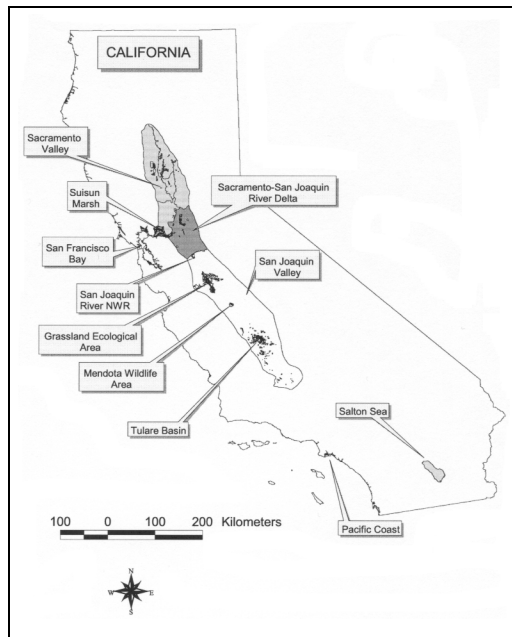 CALIFORNIA
Sacramento
Valley
Suisun
Marsh
Sacramento-San Joaquin
River Delta
San Francisco
Bay
San Joaquin
Valley
San Joaquin
River NWR
Grassland Ecological
Area
Mendota Wildlife
Area
Tulare Basin
Salton Sea
Pacific Coast
100 0 100 200 Kilometers
N
W E
S